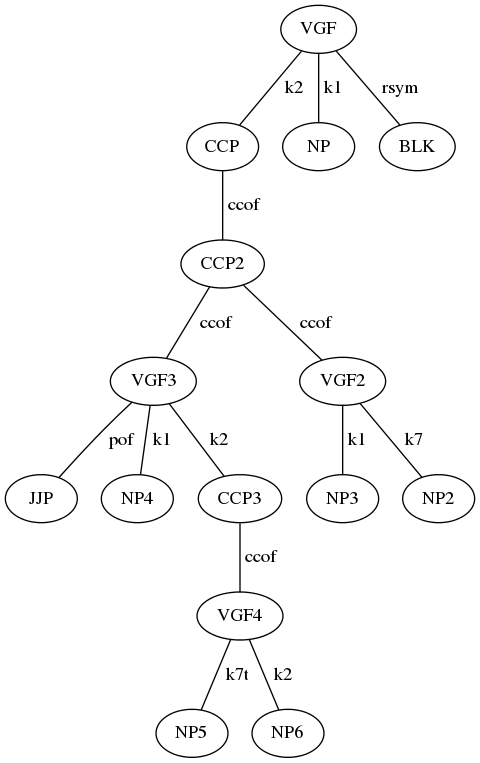 VGF
k2 k1 rsym
CCP NP BLK
ccof
CCP2
ccof ccof
VGF3 VGF2
pof k1 k2 k1 k7
JJP NP4 CCP3 NP3 NP2
ccof
VGF4
k7t k2
NP5 NP6